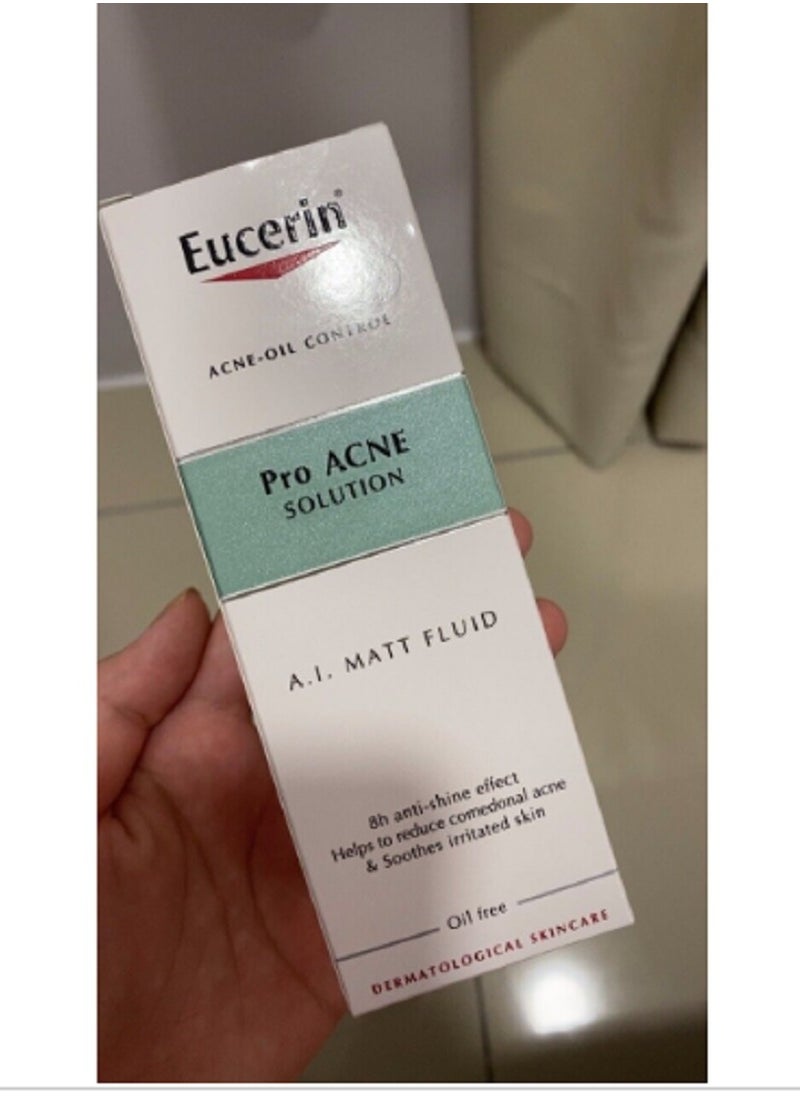 Eucerin®
ACNE-OIL CONTROL
Pro ACNE
SOLUTION
A.I. MATT FLUID
8h anti-shine effect
Helps to reduce comedonal acne
& Soothes irritated skin
Oil free
DERMATOLOGICAL SKINCARE